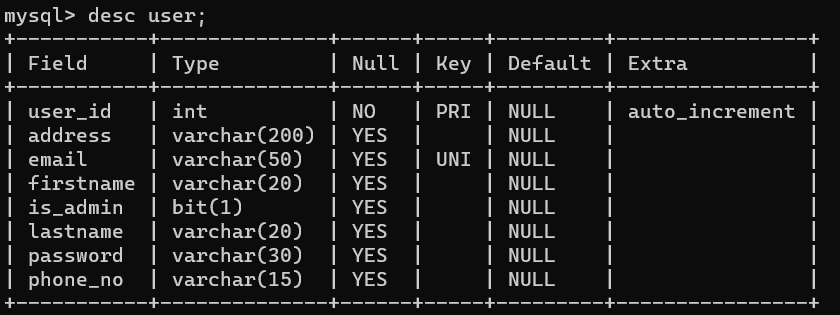 mysql> desc user;
+-----------+--------------+------+-----+---------+----------------+
| Field     | Type         | Null | Key | Default | Extra          |
+-----------+--------------+------+-----+---------+----------------+
| user_id   | int          | NO   | PRI | NULL    | auto_increment |
| address   | varchar(200) | YES  |     | NULL    |                |
| email     | varchar(50)  | YES  | UNI | NULL    |                |
| firstname | varchar(20)  | YES  |     | NULL    |                |
| is_admin  | bit(1)       | YES  |     | NULL    |                |
| lastname  | varchar(20)  | YES  |     | NULL    |                |
| password  | varchar(30)  | YES  |     | NULL    |                |
| phone_no  | varchar(15)  | YES  |     | NULL    |                |
+-----------+--------------+------+-----+---------+----------------+